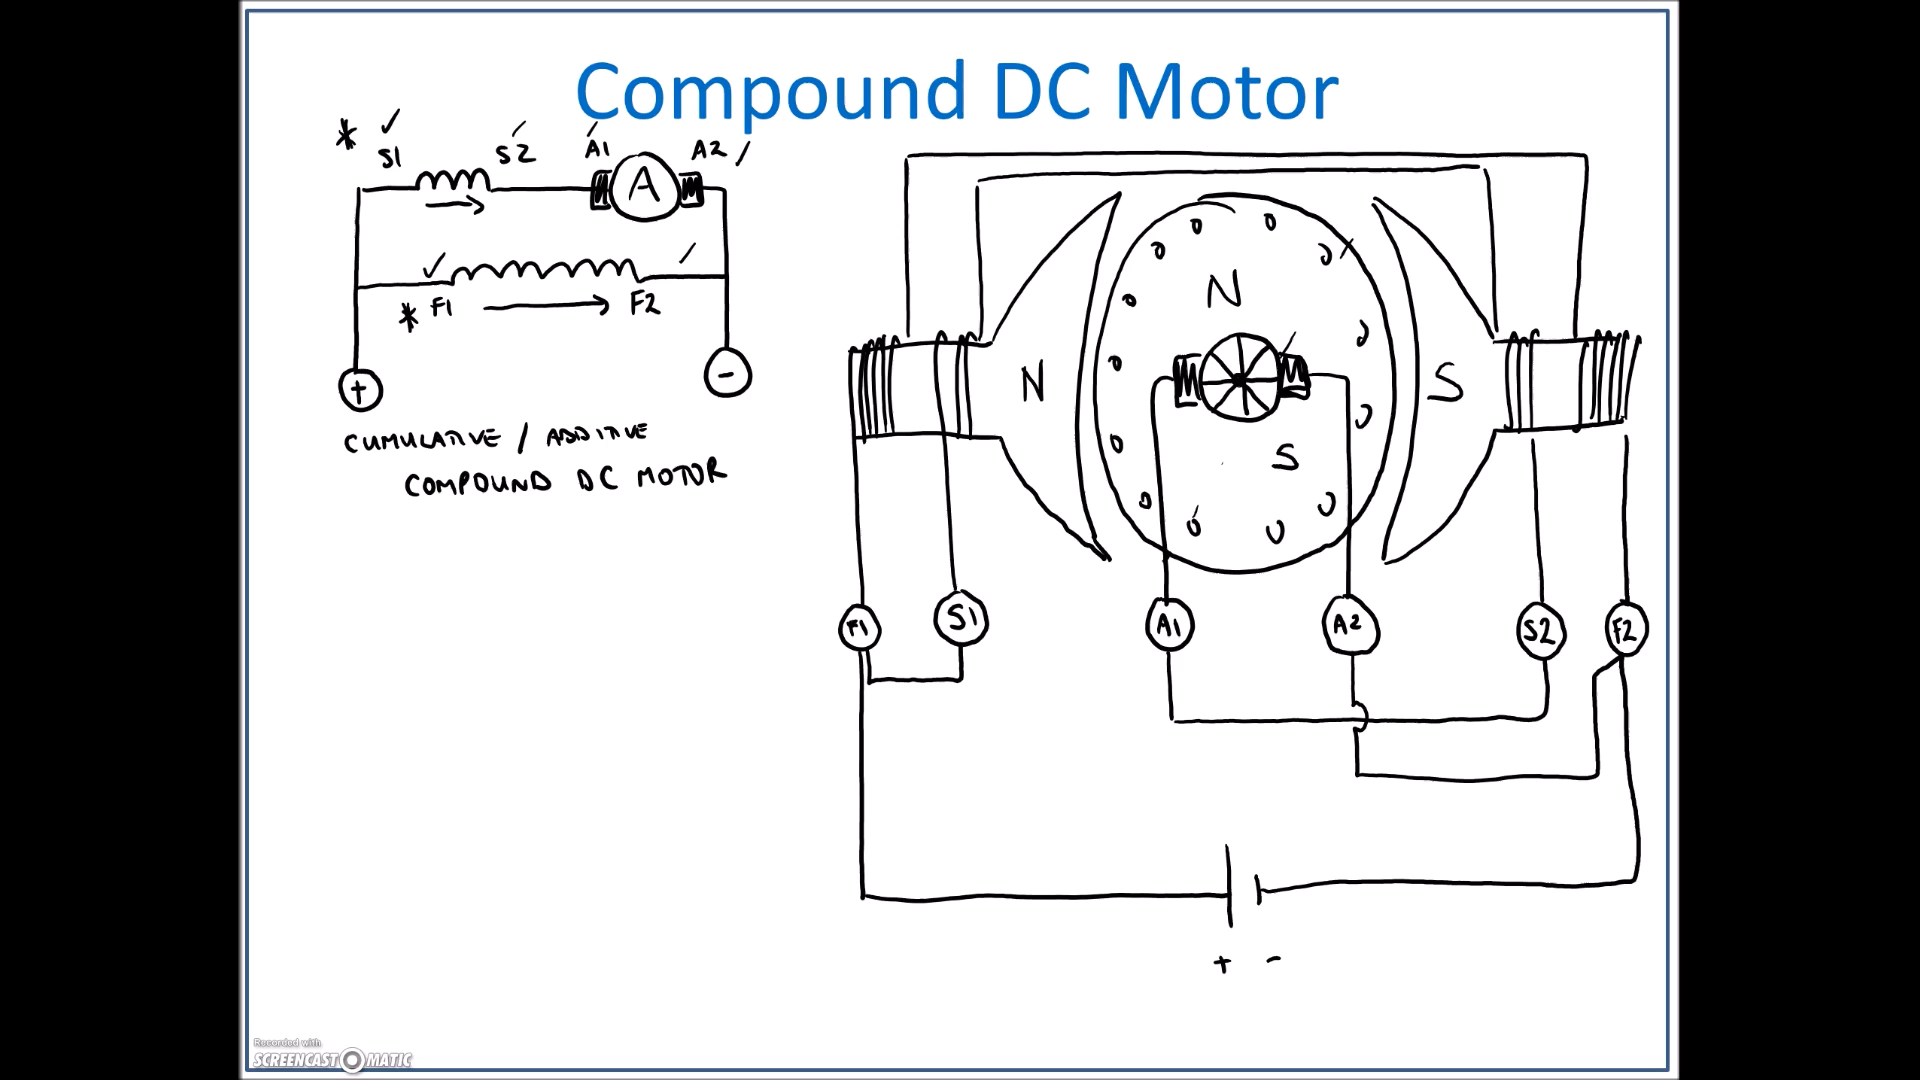 Compound DC Motor
* S1 S2 A1 A2
A
* F1 F2
+ -
CUMULATIVE / ADDITIVE
COMPOUND DC MOTOR
N
N S
S
F1 S1 A1 A2 S2 F2
+ -
Recorded with
SCREENCAST-O-MATIC